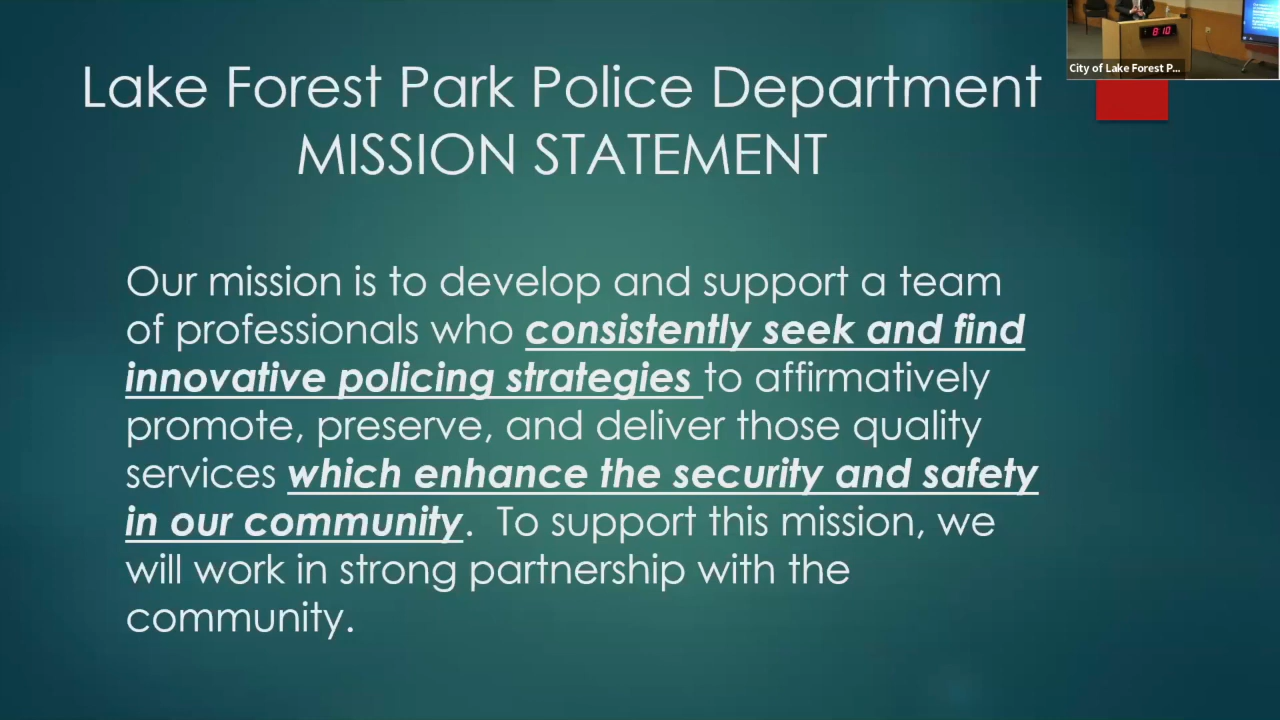 Lake Forest Park Police Department
MISSION STATEMENT
Our mission is to develop and support a team
of professionals who consistently seek and find
innovative policing strategies to affirmatively
promote, preserve, and deliver those quality
services which enhance the security and safety
in our community. To support this mission, we
will work in strong partnership with the
community.
8:10
City of Lake Forest P...